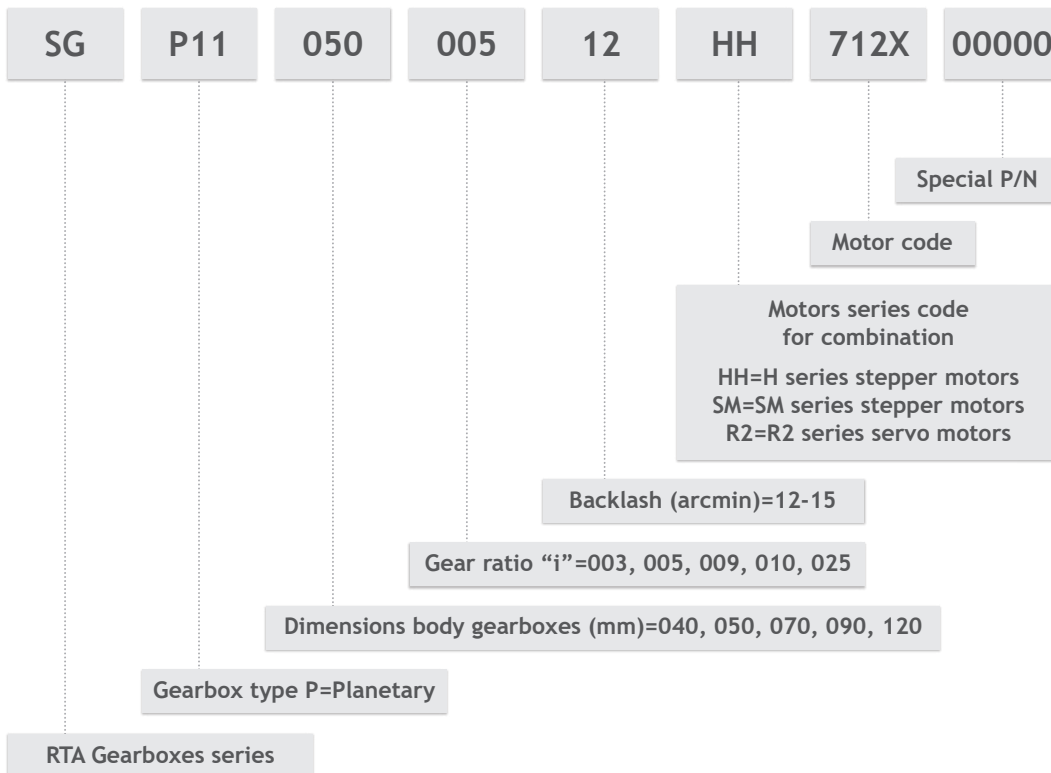 SG P11 050 005 12 HH 712X 00000
Special P/N
Motor code
Motors series code
for combination
HH=H series stepper motors
SM=SM series stepper motors
R2=R2 series servo motors
Backlash (arcmin)=12-15
Gear ratio “i”=003, 005, 009, 010, 025
Dimensions body gearboxes (mm)=040, 050, 070, 090, 120
Gearbox type P=Planetary
RTA Gearboxes series